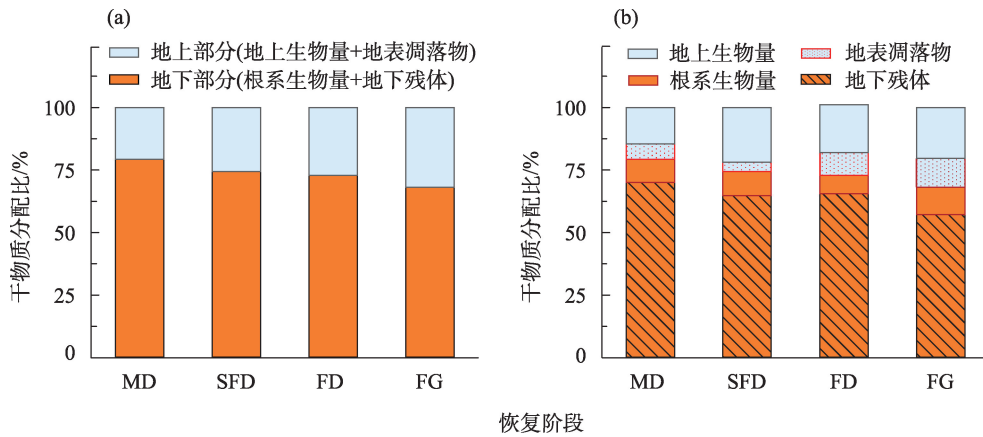 (a)
地上部分(地上生物量+地表凋落物)
地下部分(根系生物量+地下残体)
干物质分配比/%
100
75
50
25
0
MD SFD FD FG
(b)
地上生物量 地表凋落物
根系生物量 地下残体
干物质分配比/%
100
75
50
25
0
MD SFD FD FG
恢复阶段